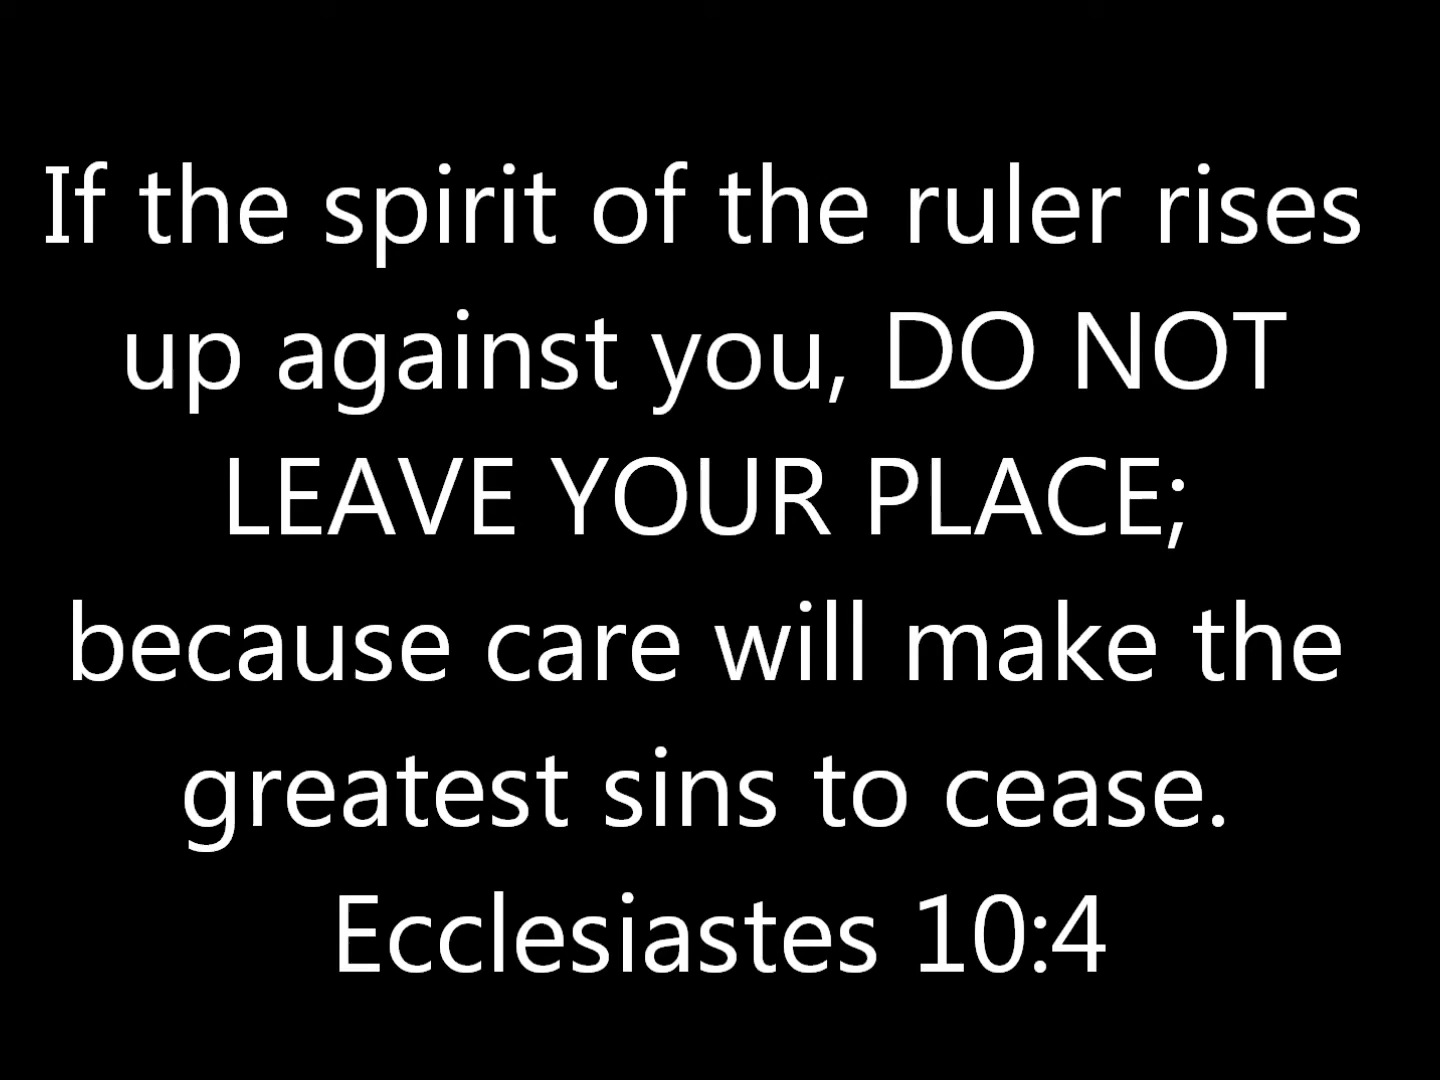 If the spirit of the ruler rises
up against you, DO NOT
LEAVE YOUR PLACE;
because care will make the
greatest sins to cease.
Ecclesiastes 10:4